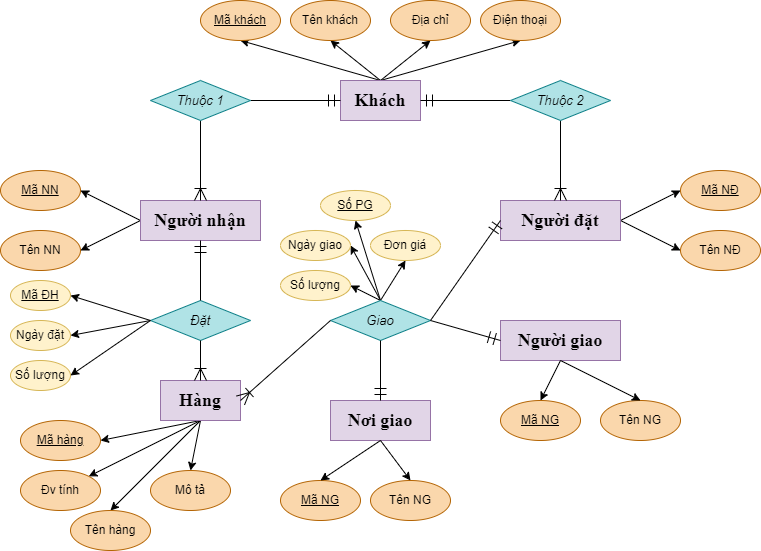 Mã khách
Tên khách
Địa chỉ
Điện thoại
Thuộc 1
Khách
Thuộc 2
Mã NN
Người nhận
Tên NN
Số PG
Ngày giao
Đơn giá
Số lượng
Người đặt
Mã NĐ
Tên NĐ
Mã ĐH
Ngày đặt
Số lượng
Đặt
Giao
Người giao
Hàng
Nơi giao
Mã NG
Tên NG
Mã hàng
Đv tính
Tên hàng
Mô tả
Mã NG
Tên NG